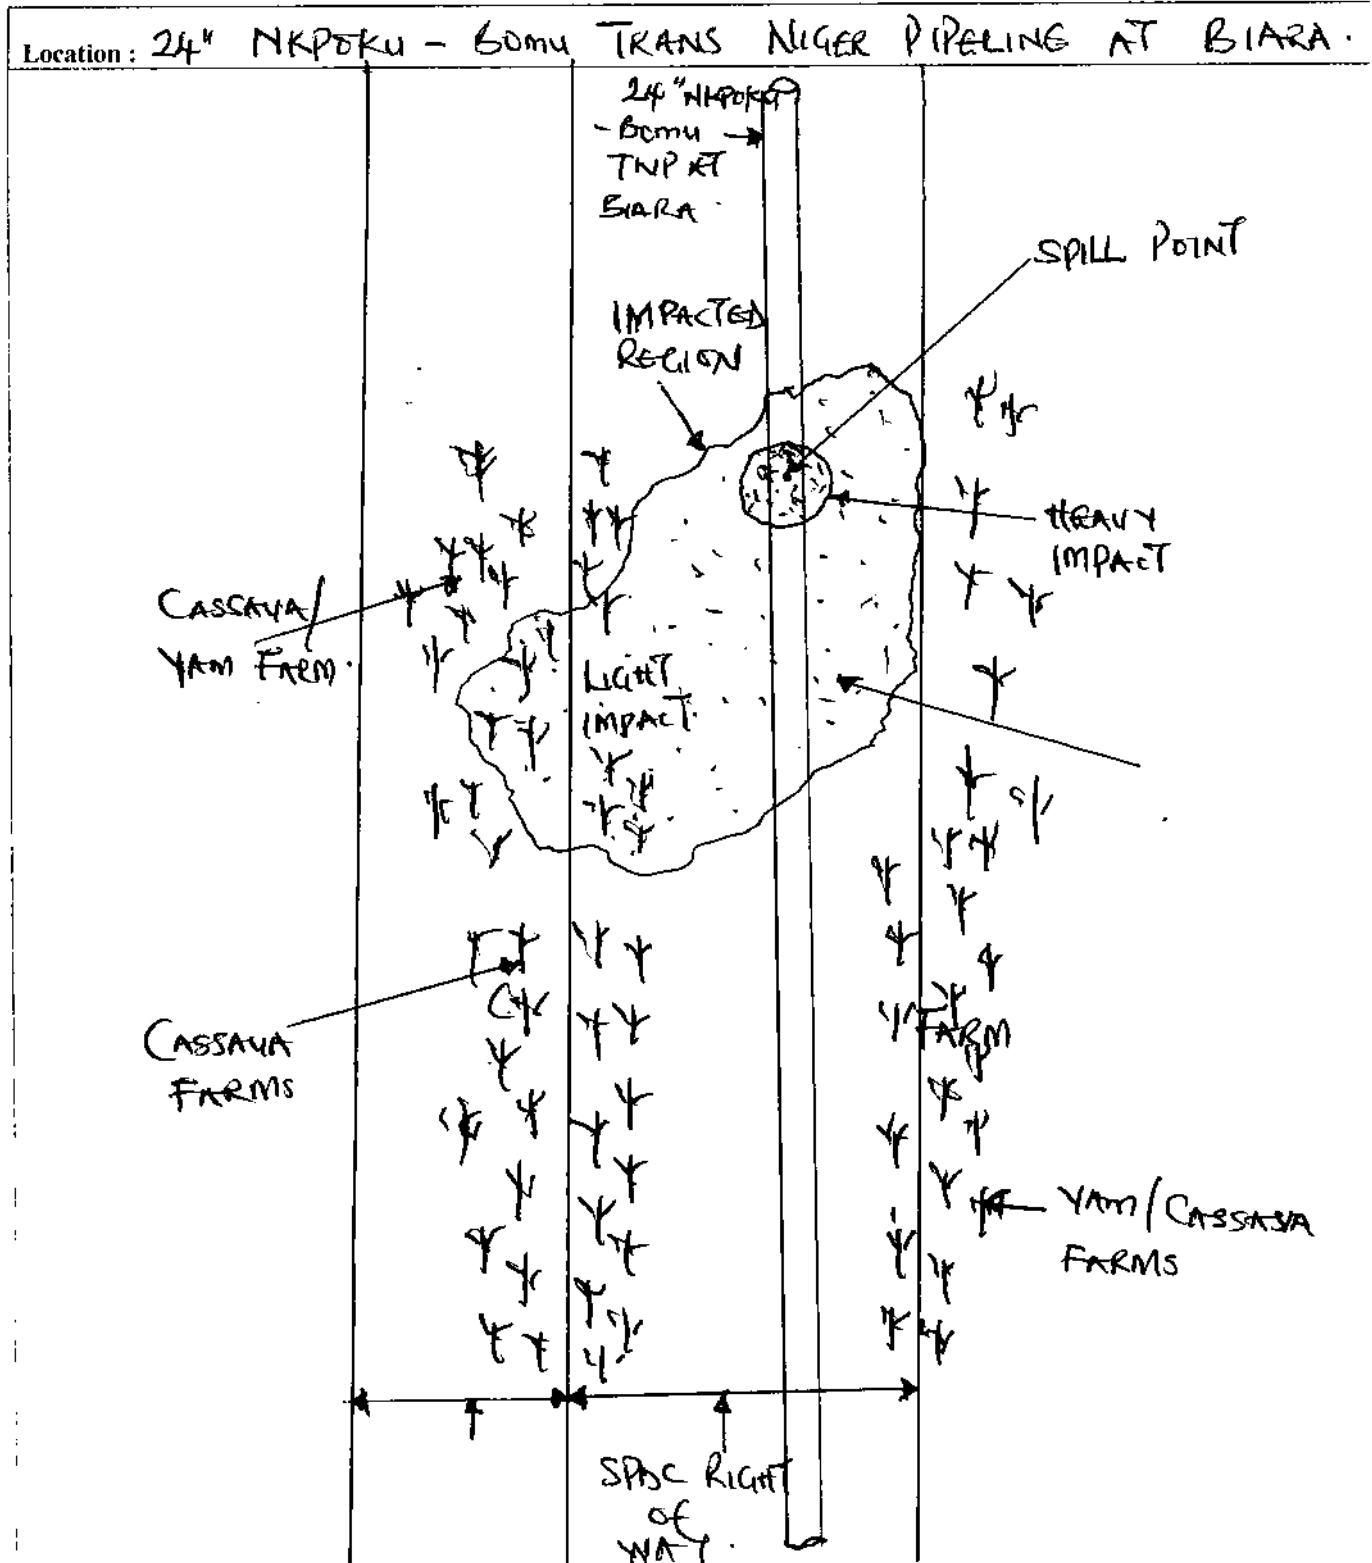 Location : 24" NKPOKU - BOMU TRANS NIGER PIPELINE AT BIARA.
24" NKPOKU
- BOMU
TNP AT
BIARA.
SPILL POINT
IMPACTED
REGION
HEAVY
IMPACT
CASSAVA/
YAM FARM.
LIGHT
IMPACT.
CASSAVA
FARMS
FARM
YAM/CASSAVA
FARMS
SPDC RIGHT
OF
WAY.